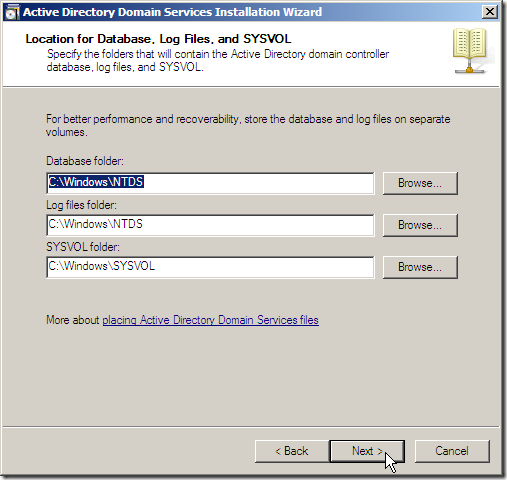 Active Directory Domain Services Installation Wizard
Location for Database, Log Files, and SYSVOL
Specify the folders that will contain the Active Directory domain controller
database, log files, and SYSVOL.
For better performance and recoverability, store the database and log files on separate
volumes.
Database folder:
C:\Windows\NTDS
Browse...
Log files folder:
C:\Windows\NTDS
Browse...
SYSVOL folder:
C:\Windows\SYSVOL
Browse...
More about placing Active Directory Domain Services files
< Back
Next >
Cancel